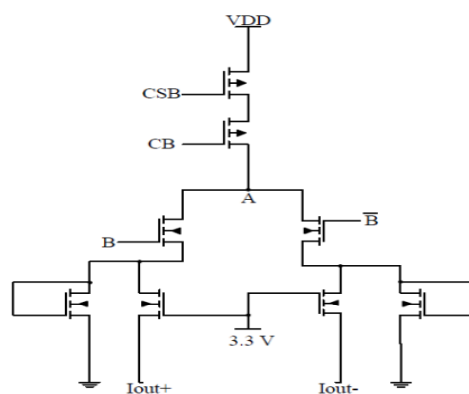 VDD
CSB
CB
A
B
B̅
3.3 V
Iout+
Iout-